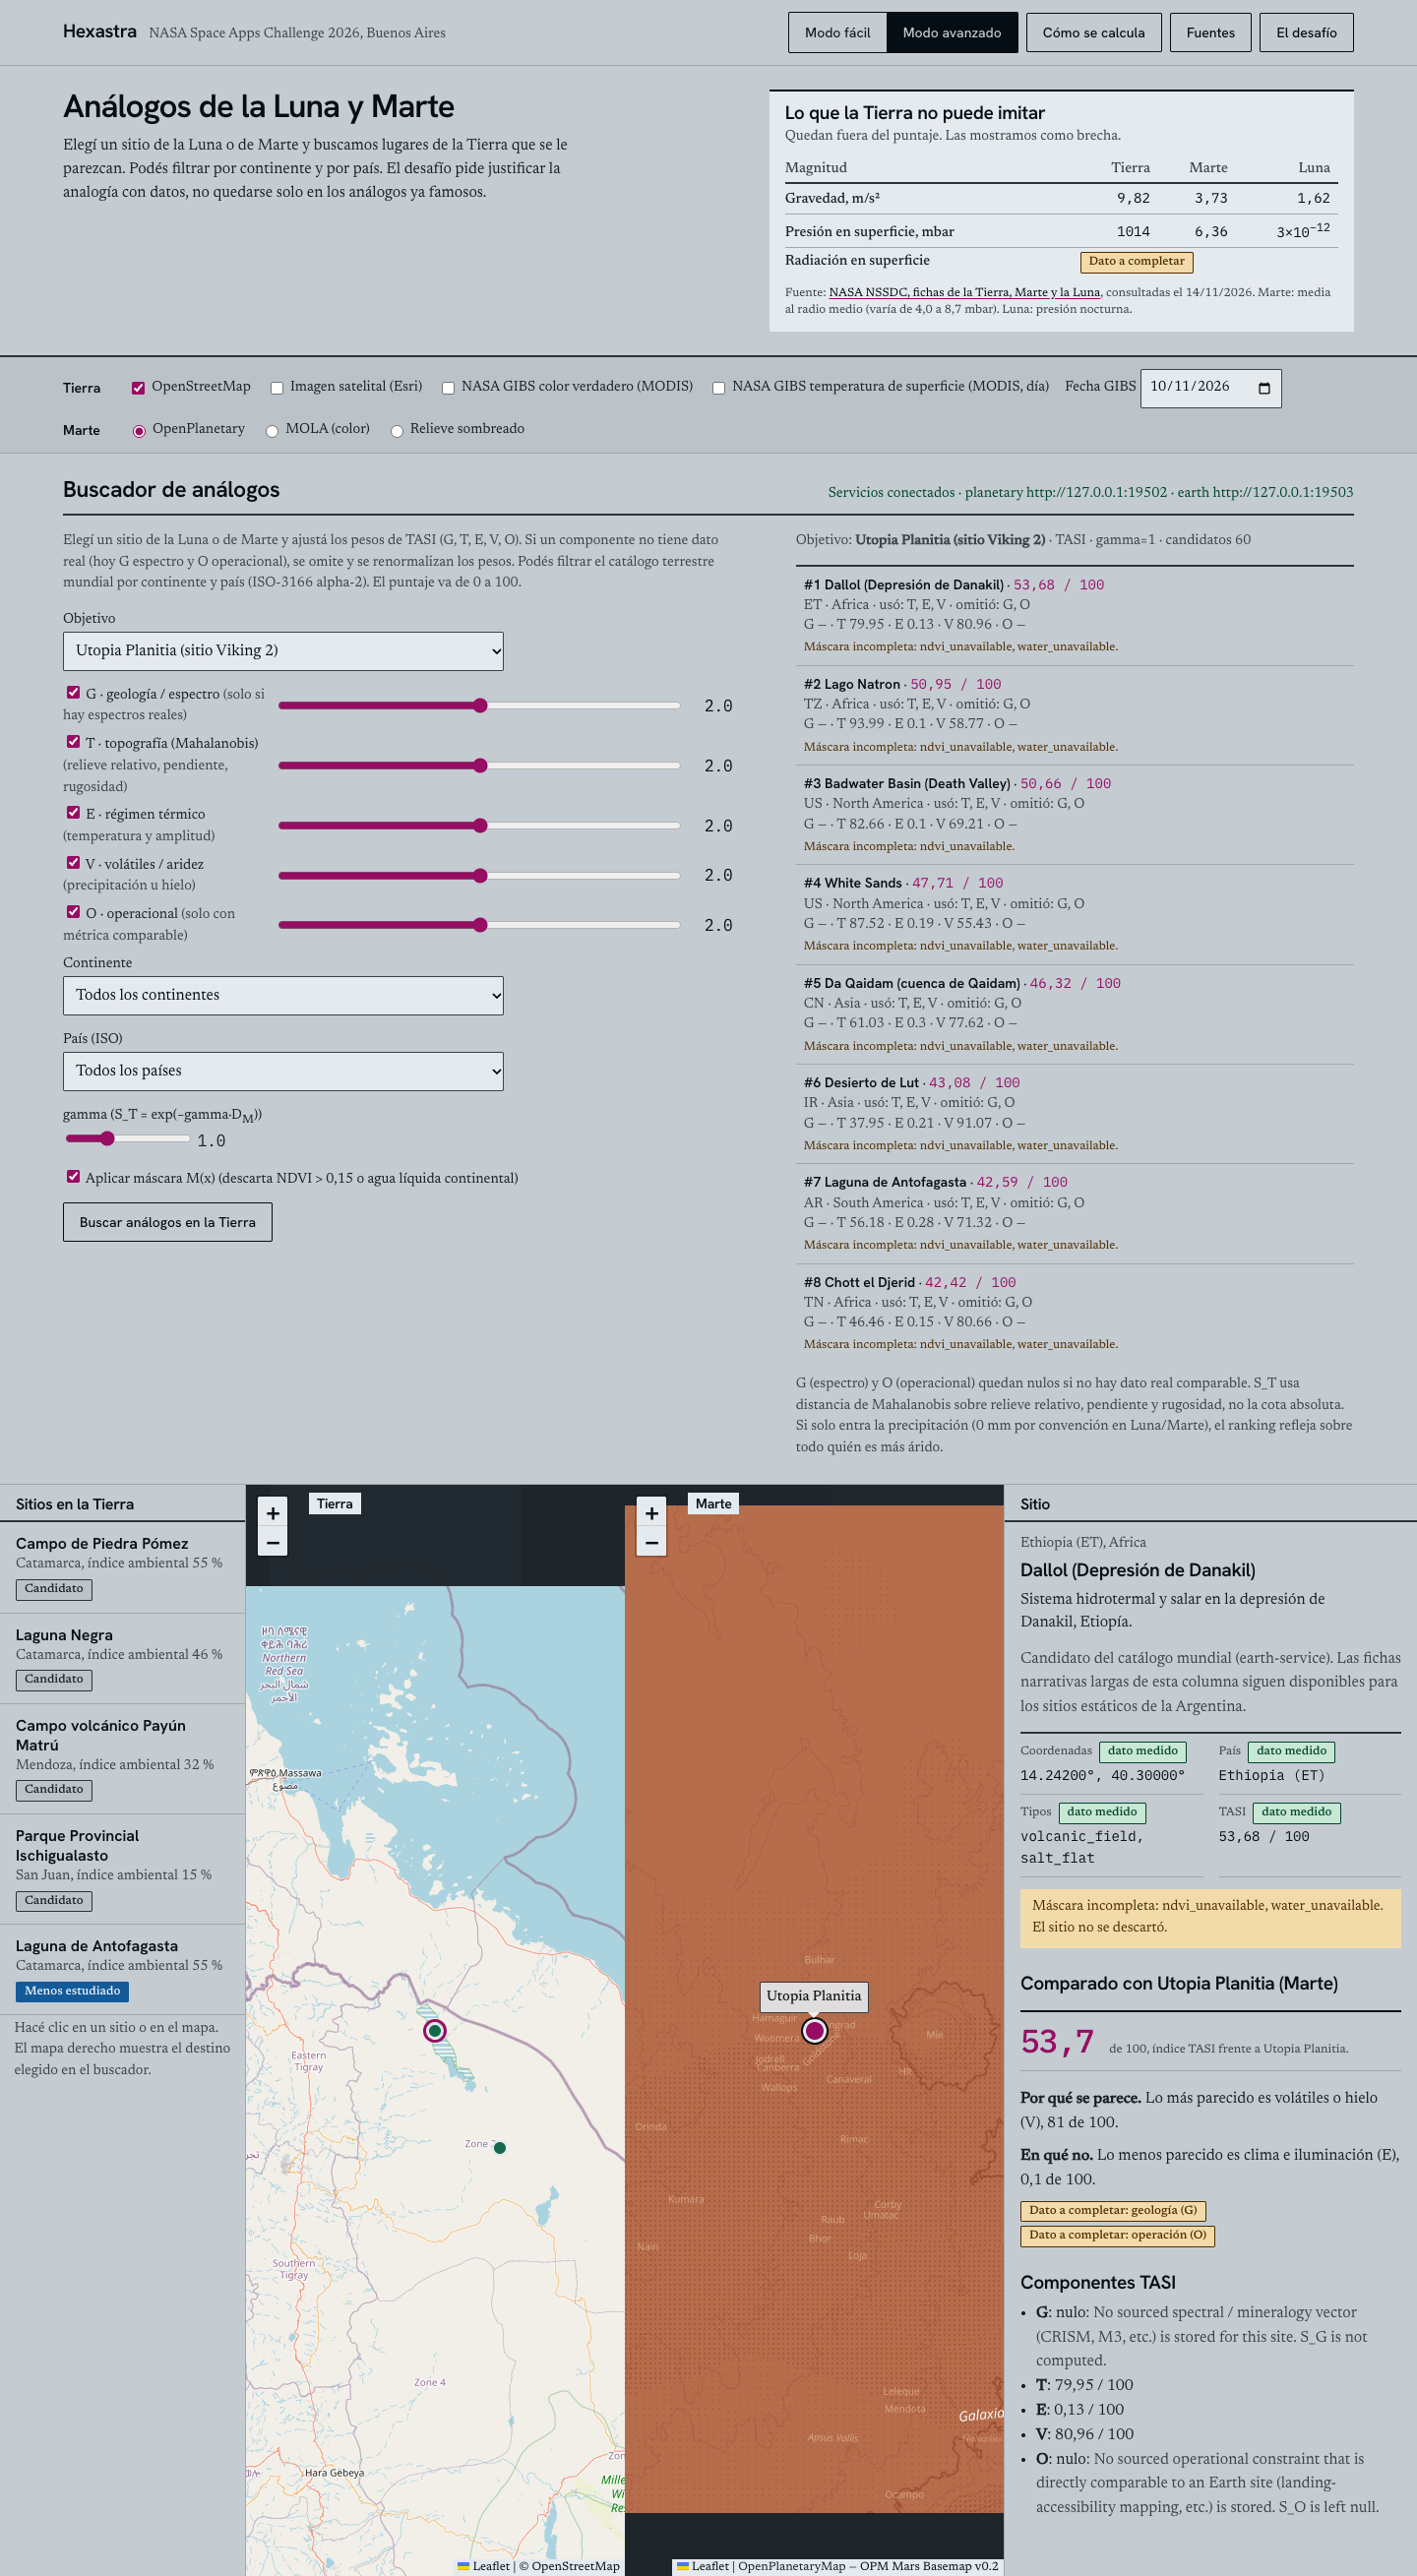 Hexastra NASA Space Apps Challenge 2026, Buenos Aires
Modo fácil Modo avanzado Cómo se calcula Fuentes El desafío
Análogos de la Luna y Marte
Elegí un sitio de la Luna o de Marte y buscamos lugares de la Tierra que se le
parezcan. Podés filtrar por continente y por país. El desafío pide justificar la
analogía con datos, no quedarse solo en los análogos ya famosos.
Lo que la Tierra no puede imitar
Quedan fuera del puntaje. Las mostramos como brecha.
Magnitud Tierra Marte Luna
Gravedad, m/s² 9,82 3,73 1,62
Presión en superficie, mbar 1014 6,36 3×10⁻¹²
Radiación en superficie Dato a completar
Fuente: NASA NSSDC, fichas de la Tierra, Marte y la Luna, consultadas el 14/11/2026. Marte: media
al radio medio (varía de 4,0 a 8,7 mbar). Luna: presión nocturna.
Tierra OpenStreetMap Imagen satelital (Esri) NASA GIBS color verdadero (MODIS) NASA GIBS temperatura de superficie (MODIS, día) Fecha GIBS 10/11/2026
Marte OpenPlanetary MOLA (color) Relieve sombreado
Buscador de análogos
Servicios conectados · planetary http://127.0.0.1:19502 · earth http://127.0.0.1:19503
Elegí un sitio de la Luna o de Marte y ajustá los pesos de TASI (G, T, E, V, O). Si un componente no tiene dato
real (hoy G espectro y O operacional), se omite y se renormalizan los pesos. Podés filtrar el catálogo terrestre
mundial por continente y país (ISO-3166 alpha-2). El puntaje va de 0 a 100.
Objetivo
Utopia Planitia (sitio Viking 2)
G · geología / espectro (solo si
hay espectros reales)
2.0
T · topografía (Mahalanobis)
(relieve relativo, pendiente,
rugosidad)
2.0
E · régimen térmico
(temperatura y amplitud)
2.0
V · volátiles / aridez
(precipitación u hielo)
2.0
O · operacional (solo con
métrica comparable)
2.0
Continente
Todos los continentes
País (ISO)
Todos los países
gamma (S_T = exp(−gamma·D_M))
1.0
Aplicar máscara M(x) (descarta NDVI > 0,15 o agua líquida continental)
Buscar análogos en la Tierra
Objetivo: Utopia Planitia (sitio Viking 2) · TASI · gamma=1 · candidatos 60
#1 Dallol (Depresión de Danakil) · 53,68 / 100
ET · Africa · usó: T, E, V · omitió: G, O
G — · T 79.95 · E 0.13 · V 80.96 · O —
Máscara incompleta: ndvi_unavailable, water_unavailable.
#2 Lago Natron · 50,95 / 100
TZ · Africa · usó: T, E, V · omitió: G, O
G — · T 93.99 · E 0.1 · V 58.77 · O —
Máscara incompleta: ndvi_unavailable, water_unavailable.
#3 Badwater Basin (Death Valley) · 50,66 / 100
US · North America · usó: T, E, V · omitió: G, O
G — · T 82.66 · E 0.1 · V 69.21 · O —
Máscara incompleta: ndvi_unavailable.
#4 White Sands · 47,71 / 100
US · North America · usó: T, E, V · omitió: G, O
G — · T 87.52 · E 0.19 · V 55.43 · O —
Máscara incompleta: ndvi_unavailable, water_unavailable.
#5 Da Qaidam (cuenca de Qaidam) · 46,32 / 100
CN · Asia · usó: T, E, V · omitió: G, O
G — · T 61.03 · E 0.3 · V 77.62 · O —
Máscara incompleta: ndvi_unavailable, water_unavailable.
#6 Desierto de Lut · 43,08 / 100
IR · Asia · usó: T, E, V · omitió: G, O
G — · T 37.95 · E 0.21 · V 91.07 · O —
Máscara incompleta: ndvi_unavailable, water_unavailable.
#7 Laguna de Antofagasta · 42,59 / 100
AR · South America · usó: T, E, V · omitió: G, O
G — · T 56.18 · E 0.28 · V 71.32 · O —
Máscara incompleta: ndvi_unavailable, water_unavailable.
#8 Chott el Djerid · 42,42 / 100
TN · Africa · usó: T, E, V · omitió: G, O
G — · T 46.46 · E 0.15 · V 80.66 · O —
Máscara incompleta: ndvi_unavailable, water_unavailable.
G (espectro) y O (operacional) quedan nulos si no hay dato real comparable. S_T usa
distancia de Mahalanobis sobre relieve relativo, pendiente y rugosidad, no la cota absoluta.
Si solo entra la precipitación (0 mm por convención en Luna/Marte), el ranking refleja sobre
todo quién es más árido.
Sitios en la Tierra
Campo de Piedra Pómez
Catamarca, índice ambiental 55 %
Candidato
Laguna Negra
Catamarca, índice ambiental 46 %
Candidato
Campo volcánico Payún
Matrú
Mendoza, índice ambiental 32 %
Candidato
Parque Provincial
Ischigualasto
San Juan, índice ambiental 15 %
Candidato
Laguna de Antofagasta
Catamarca, índice ambiental 55 %
Menos estudiado
Hacé clic en un sitio o en el mapa.
El mapa derecho muestra el destino
elegido en el buscador.
+
−
Tierra
Northern
Red Sea
شمال البحر
الأحمر
ምጽዋዕ Massawa
مصوع
Eastern
Tigray
Zone
Southern
Tigray
Zone 4
Hara Gebeya
Leaflet | © OpenStreetMap
+
−
Marte
Bulhar
Utopia Planitia
Hamaguir
Woomera
Mie
Jodrell
Canberra
Goldstone
Wallops
Canaveral
Hit
Orinda
Rimac
Kumara
Corby
Umatac
Raub
Bhor
Nain
Loja
Leleque
Mendota
Galaxia
Apsus Vallis
Ocampo
Leaflet | OpenPlanetaryMap — OPM Mars Basemap v0.2
Sitio
Ethiopia (ET), Africa
Dallol (Depresión de Danakil)
Sistema hidrotermal y salar en la depresión de
Danakil, Etiopía.
Candidato del catálogo mundial (earth-service). Las fichas
narrativas largas de esta columna siguen disponibles para
los sitios estáticos de la Argentina.
Coordenadas dato medido País dato medido
14.24200°, 40.30000° Ethiopia (ET)
Tipos dato medido TASI dato medido
volcanic_field, 53,68 / 100
salt_flat
Máscara incompleta: ndvi_unavailable, water_unavailable.
El sitio no se descartó.
Comparado con Utopia Planitia (Marte)
53,7 de 100, índice TASI frente a Utopia Planitia.
Por qué se parece. Lo más parecido es volátiles o hielo
(V), 81 de 100.
En qué no. Lo menos parecido es clima e iluminación (E),
0,1 de 100.
Dato a completar: geología (G)
Dato a completar: operación (O)
Componentes TASI
• G: nulo: No sourced spectral / mineralogy vector
(CRISM, M3, etc.) is stored for this site. S_G is not
computed.
• T: 79,95 / 100
• E: 0,13 / 100
• V: 80,96 / 100
• O: nulo: No sourced operational constraint that is
directly comparable to an Earth site (landing-
accessibility mapping, etc.) is stored. S_O is left null.